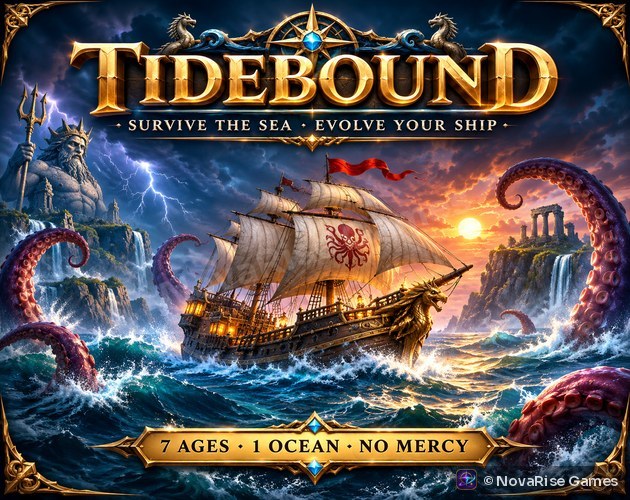 TIDEBOUND
· SURVIVE THE SEA · EVOLVE YOUR SHIP ·
7 AGES · 1 OCEAN · NO MERCY
© NovaRise Games